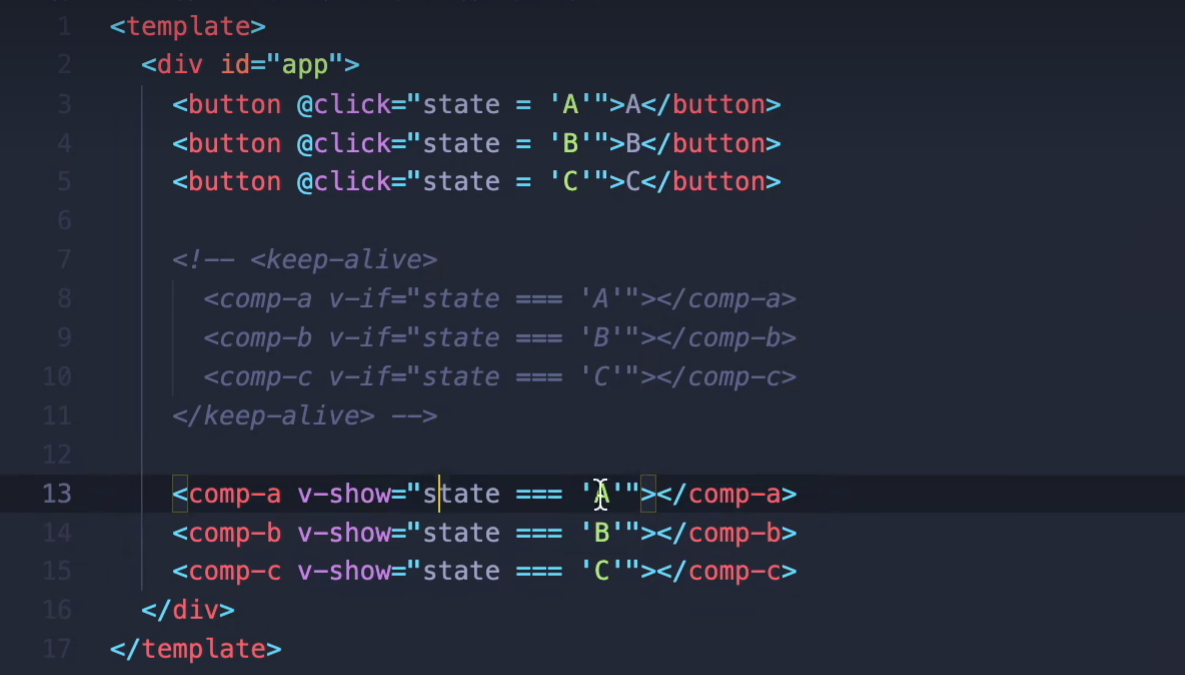 1 <template>
2 <div id="app">
3 <button @click="state = 'A'">A</button>
4 <button @click="state = 'B'">B</button>
5 <button @click="state = 'C'">C</button>
6
7 <!-- <keep-alive>
8 <comp-a v-if="state === 'A'"></comp-a>
9 <comp-b v-if="state === 'B'"></comp-b>
10 <comp-c v-if="state === 'C'"></comp-c>
11 </keep-alive> -->
12
13 <comp-a v-show="state === 'A'"></comp-a>
14 <comp-b v-show="state === 'B'"></comp-b>
15 <comp-c v-show="state === 'C'"></comp-c>
16 </div>
17 </template>